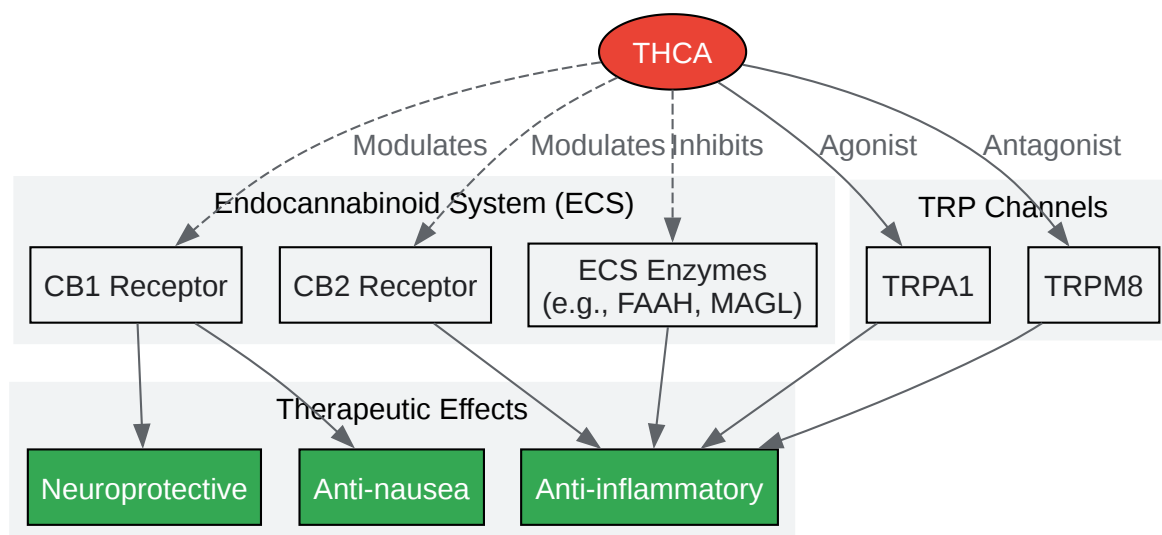 THCA
Modulates
Modulates
Inhibits
Agonist
Antagonist
Endocannabinoid System (ECS)
TRP Channels
CB1 Receptor
CB2 Receptor
ECS Enzymes
(e.g., FAAH, MAGL)
TRPA1
TRPM8
Therapeutic Effects
Neuroprotective
Anti-nausea
Anti-inflammatory